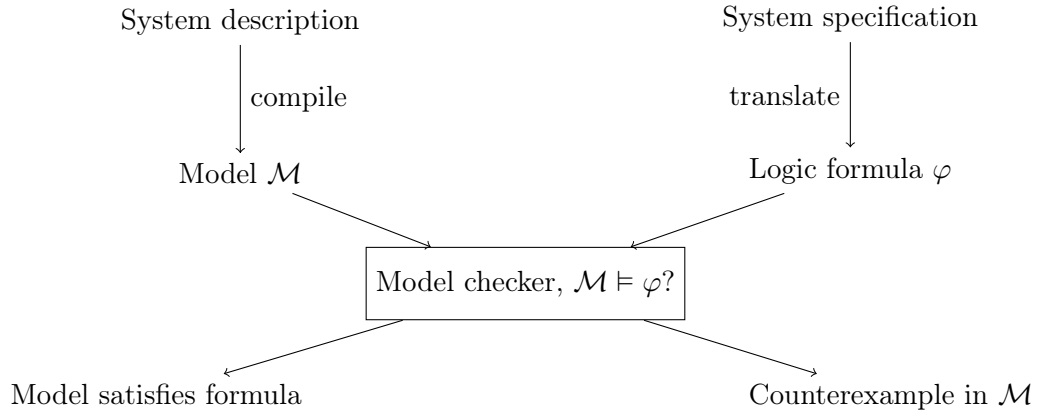 System description
System specification
compile
translate
Model ℳ
Logic formula φ
Model checker, ℳ ⊨ φ?
Model satisfies formula
Counterexample in ℳ